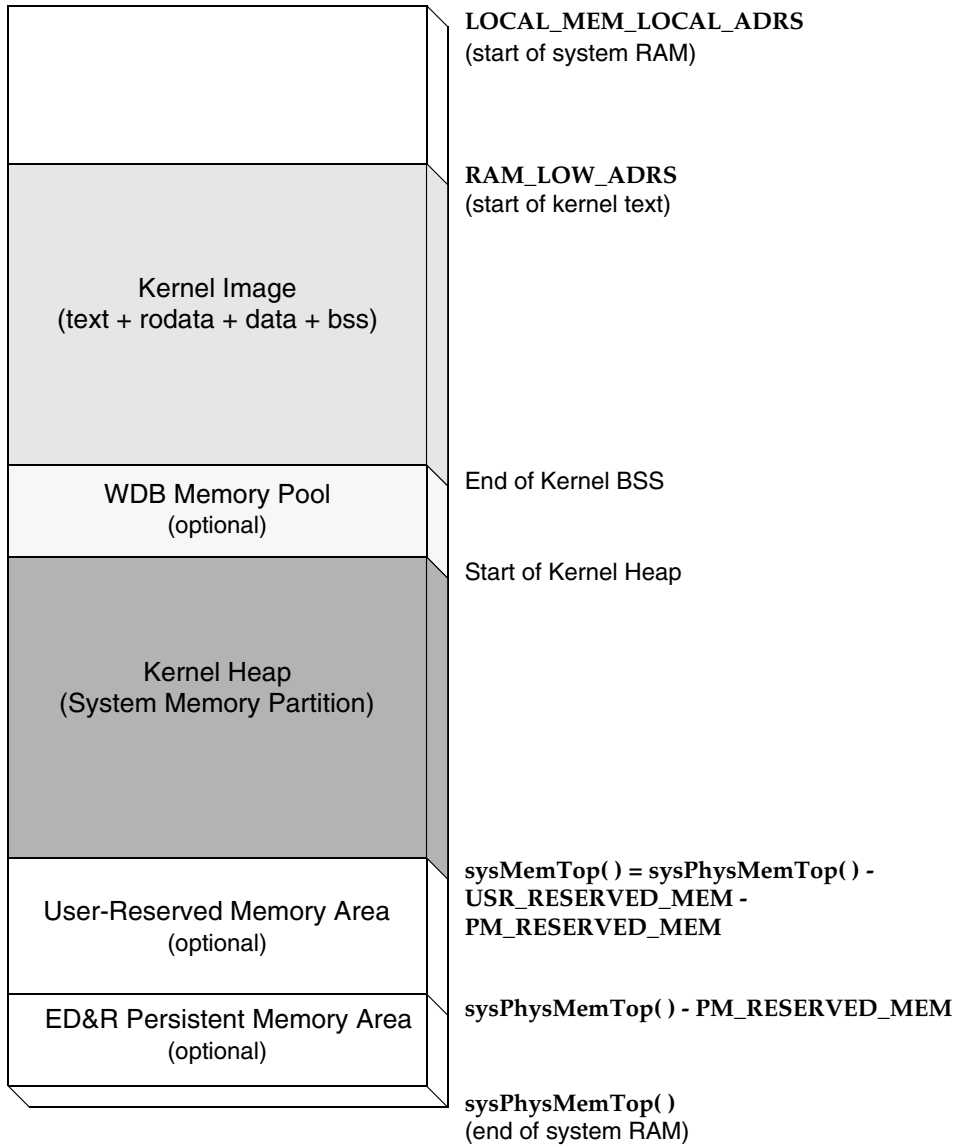 LOCAL_MEM_LOCAL_ADRS
(start of system RAM)
RAM_LOW_ADRS
(start of kernel text)
Kernel Image
(text + rodata + data + bss)
End of Kernel BSS
WDB Memory Pool
(optional)
Start of Kernel Heap
Kernel Heap
(System Memory Partition)
sysMemTop( ) = sysPhysMemTop( ) -
USR_RESERVED_MEM -
PM_RESERVED_MEM
User-Reserved Memory Area
(optional)
sysPhysMemTop( ) - PM_RESERVED_MEM
ED&R Persistent Memory Area
(optional)
sysPhysMemTop( )
(end of system RAM)